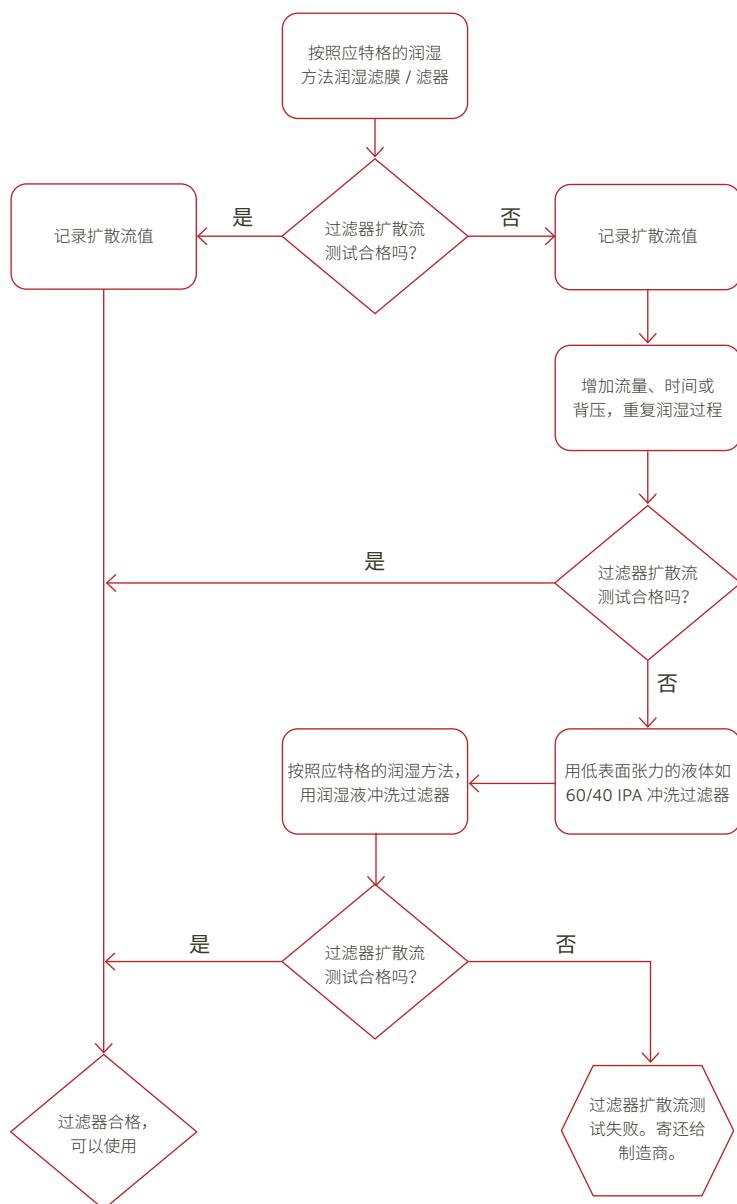 按照应特格的润湿
方法润湿滤膜 / 滤器
是
过滤器扩散流
测试合格吗？
否
记录扩散流值
记录扩散流值
增加流量、时间或
背压，重复润湿过程
是
过滤器扩散流
测试合格吗？
否
按照应特格的润湿方法，
用润湿液冲洗过滤器
用低表面张力的液体如
60/40 IPA 冲洗过滤器
是
过滤器扩散流
测试合格吗？
否
过滤器合格，
可以使用
过滤器扩散流测
试失败。寄还给
制造商。